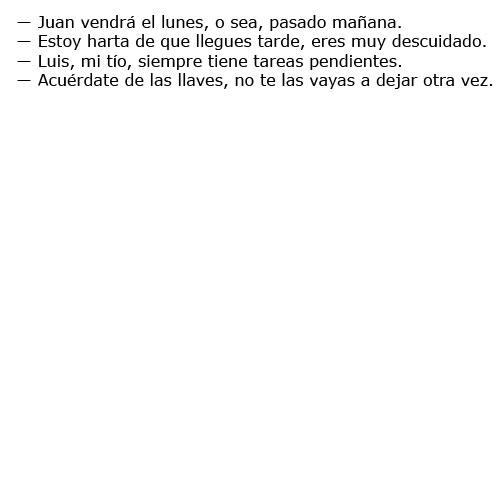 — Juan vendrá el lunes, o sea, pasado mañana.
— Estoy harta de que llegues tarde, eres muy descuidado.
— Luis, mi tío, siempre tiene tareas pendientes.
— Acuérdate de las llaves, no te las vayas a dejar otra vez.